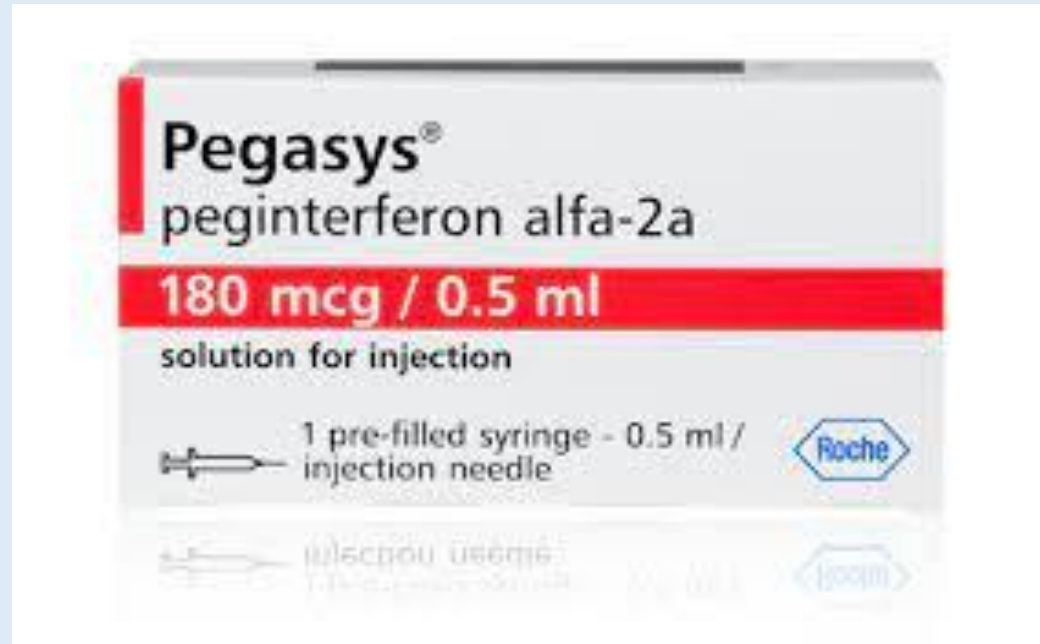 Pegasys®
peginterferon alfa-2a
180 mcg / 0.5 ml
solution for injection
1 pre-filled syringe - 0.5 ml /
injection needle
Roche